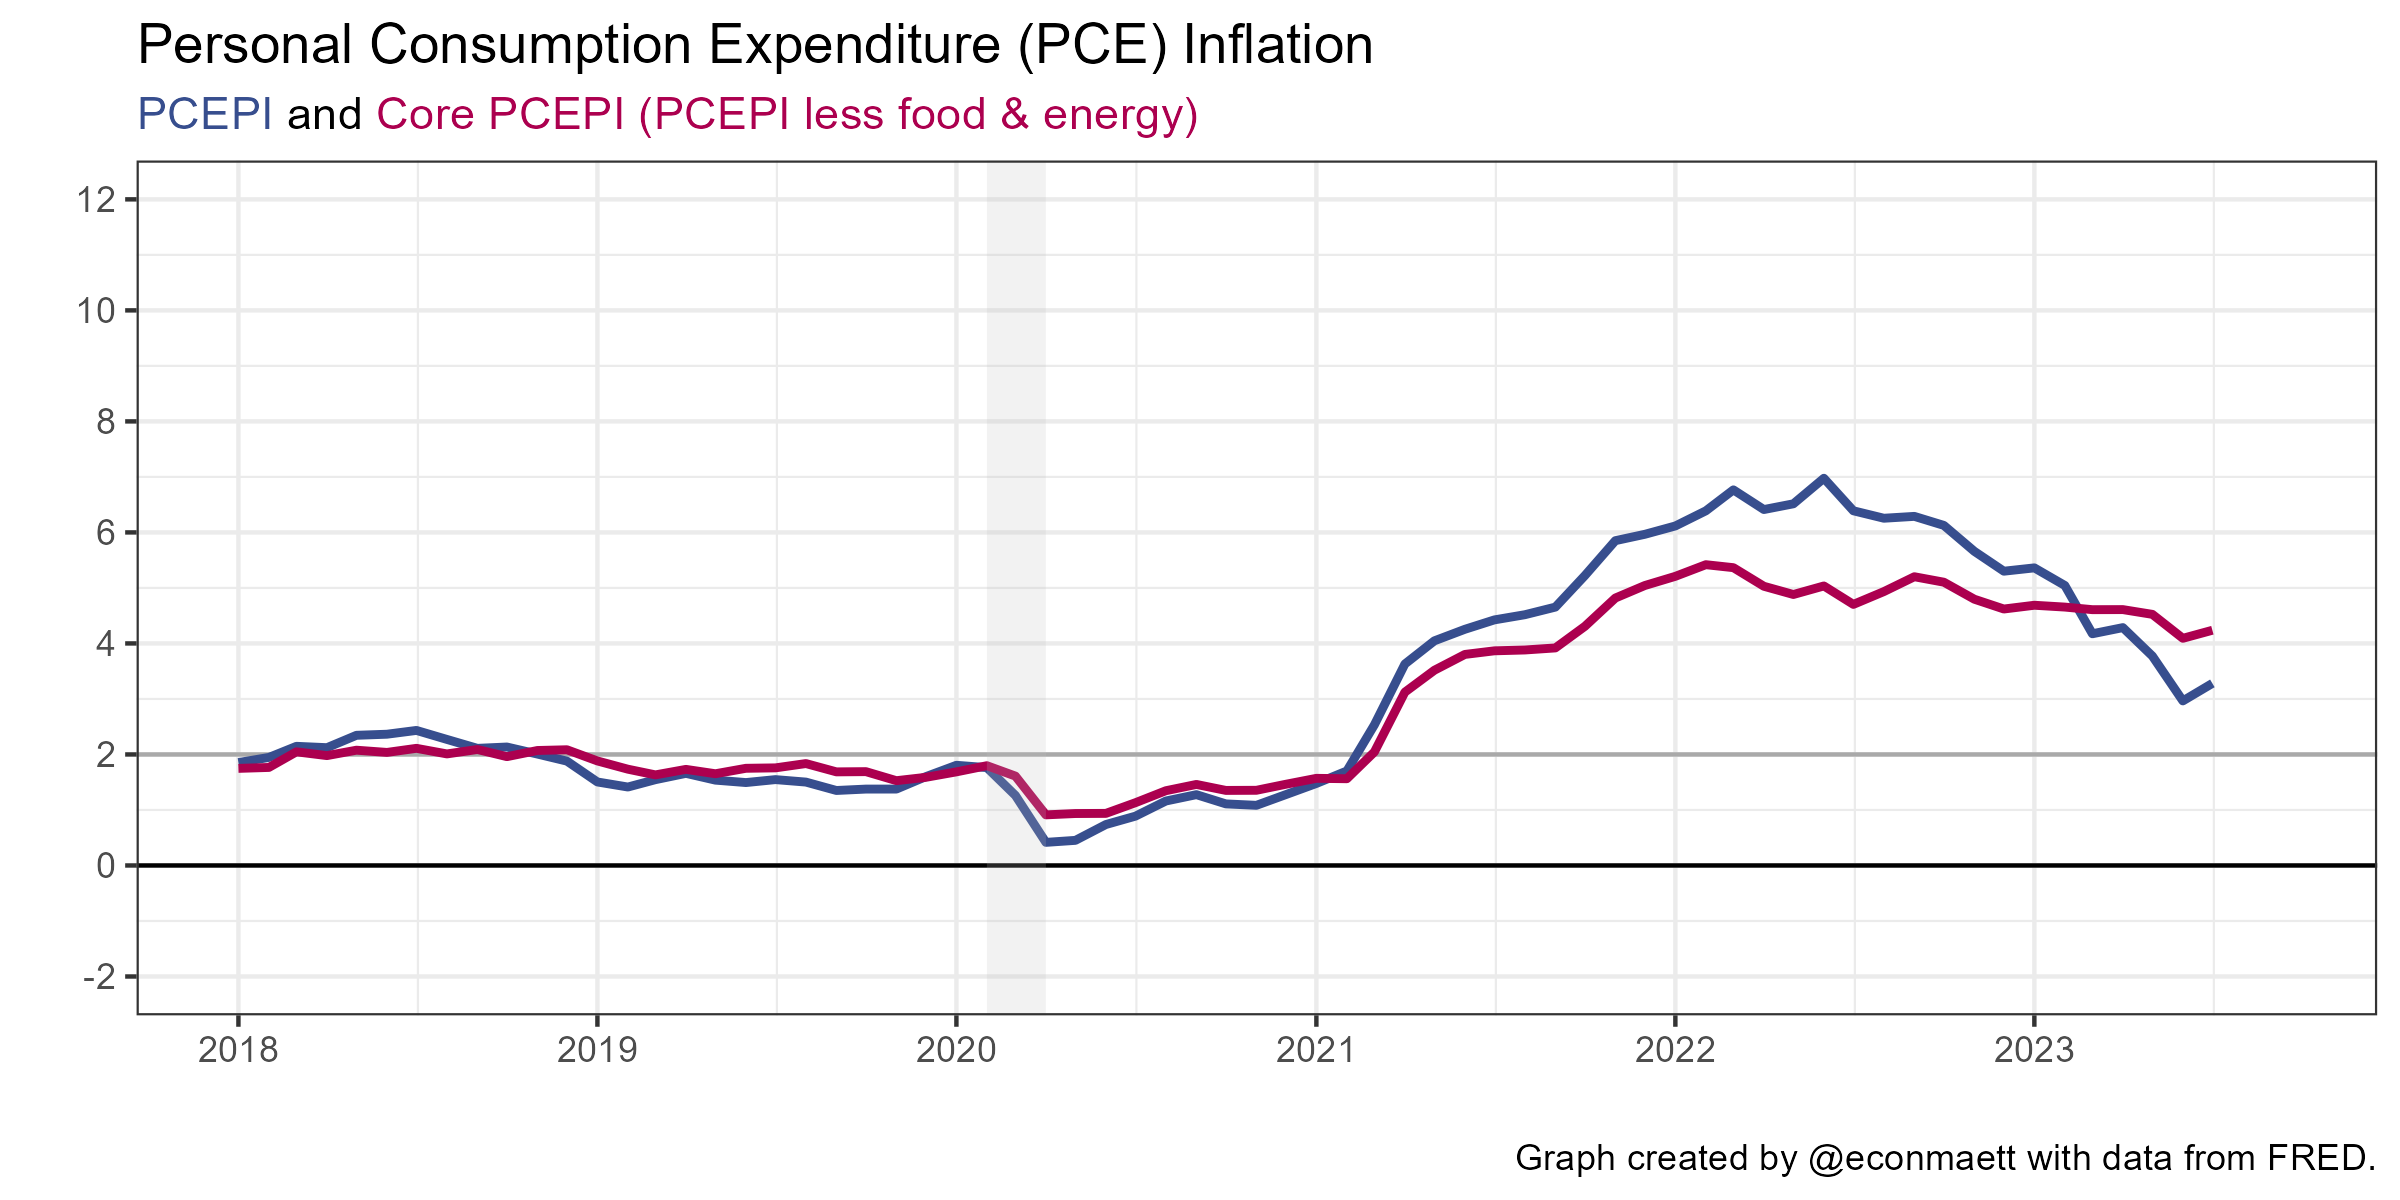 Personal Consumption Expenditure (PCE) Inflation
PCEPI and Core PCEPI (PCEPI less food & energy)
12
10
8
6
4
2
0
-2
2018 2019 2020 2021 2022 2023
Graph created by @econmaett with data from FRED.